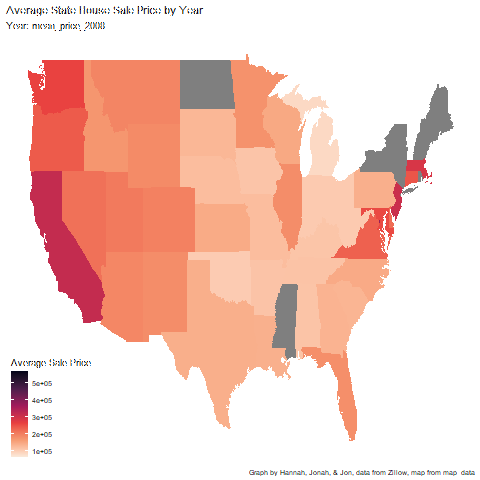 Average State House Sale Price by Year
Year: mean_price_2008
Average Sale Price
5e+05
4e+05
3e+05
2e+05
1e+05
Graph by Hannah, Jonah, & Jon, data from Zillow, map from map_data